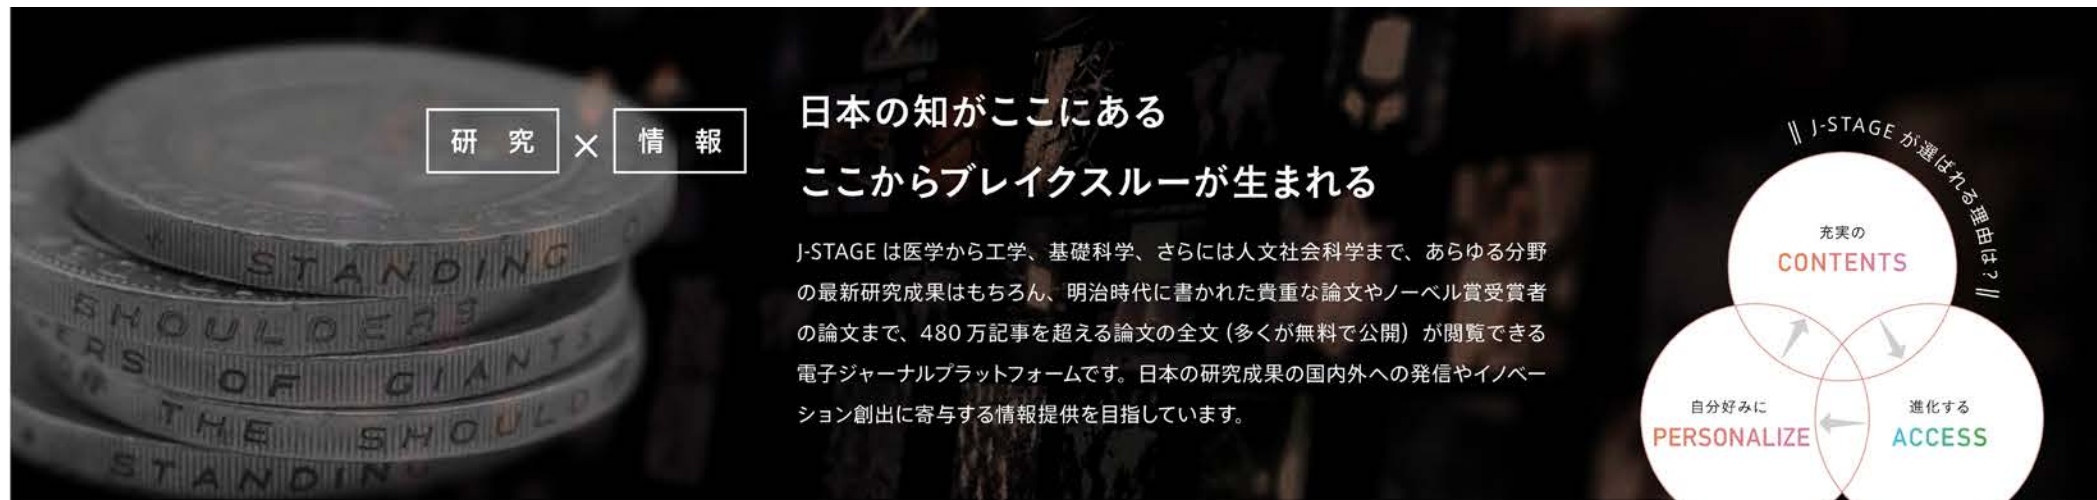 研究 × 情報
日本の知がここにある
ここからブレイクスルーが生まれる
J-STAGE は医学から工学、基礎科学、さらには人文社会科学まで、あらゆる分野
の最新研究成果はもちろん、明治時代に書かれた貴重な論文やノーベル賞受賞者
の論文まで、480 万記事を超える論文の全文 (多くが無料で公開) が閲覧できる
電子ジャーナルプラットフォームです。日本の研究成果の国内外への発信やイノベー
ション創出に寄与する情報提供を目指しています。
J-STAGE が選ばれる理由は?
充実の
CONTENTS
自分好みに
PERSONALIZE
進化する
ACCESS
STANDING O
SHOULDERS
ERS OF GIANTS
THE SHOULD
STANDING